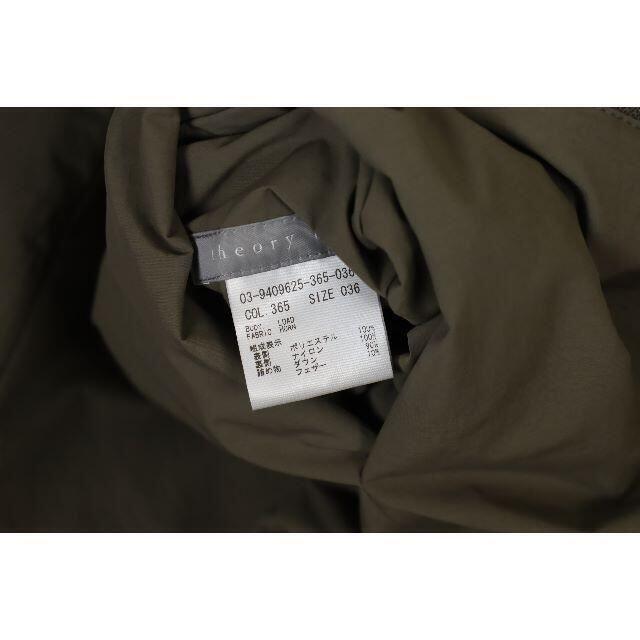 theory
03-9409625-365-036
COL 365 SIZE 036
BODY LOAD
FABRIC HORN
組成表示
表側 ポリエステル 100%
裏側 ナイロン 100%
詰め物 ダウン 90%
フェザー 10%